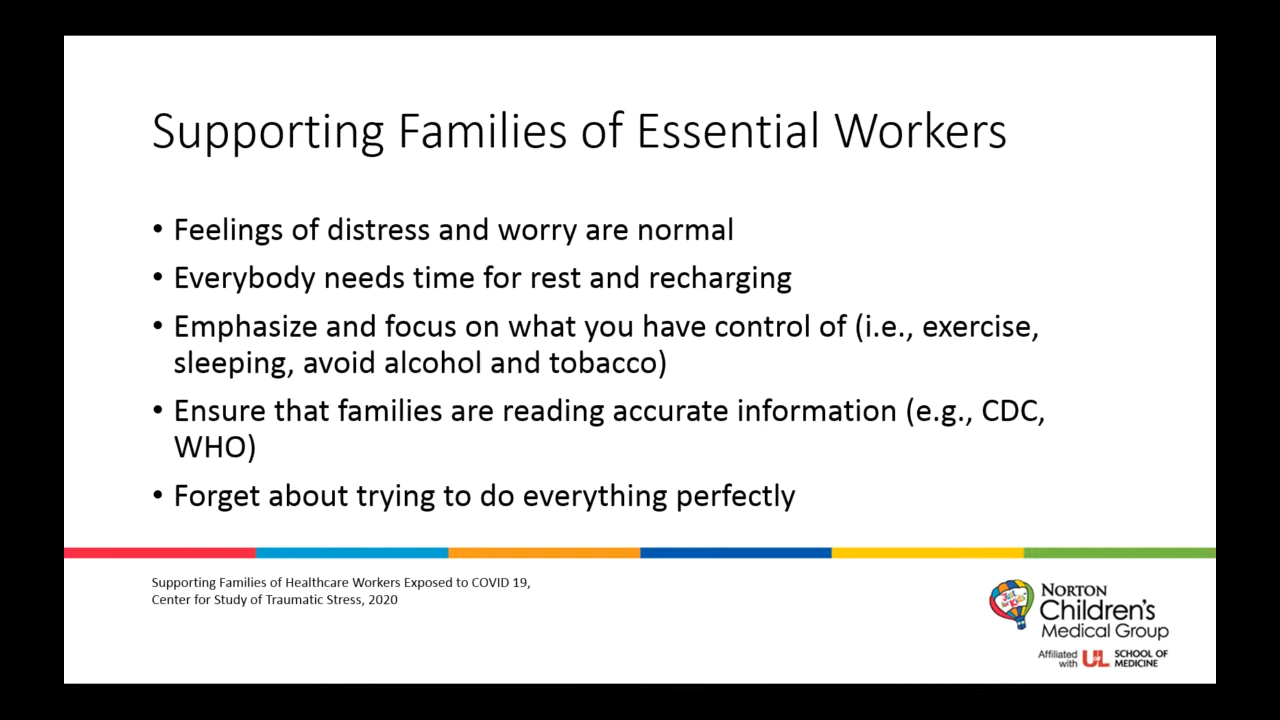 Supporting Families of Essential Workers
• Feelings of distress and worry are normal
• Everybody needs time for rest and recharging
• Emphasize and focus on what you have control of (i.e., exercise,
sleeping, avoid alcohol and tobacco)
• Ensure that families are reading accurate information (e.g., CDC,
WHO)
• Forget about trying to do everything perfectly
Supporting Families of Healthcare Workers Exposed to COVID 19,
Center for Study of Traumatic Stress, 2020
Just for Kids
NORTON
Children's
Medical Group
Affiliated
with
UL
SCHOOL OF
MEDICINE